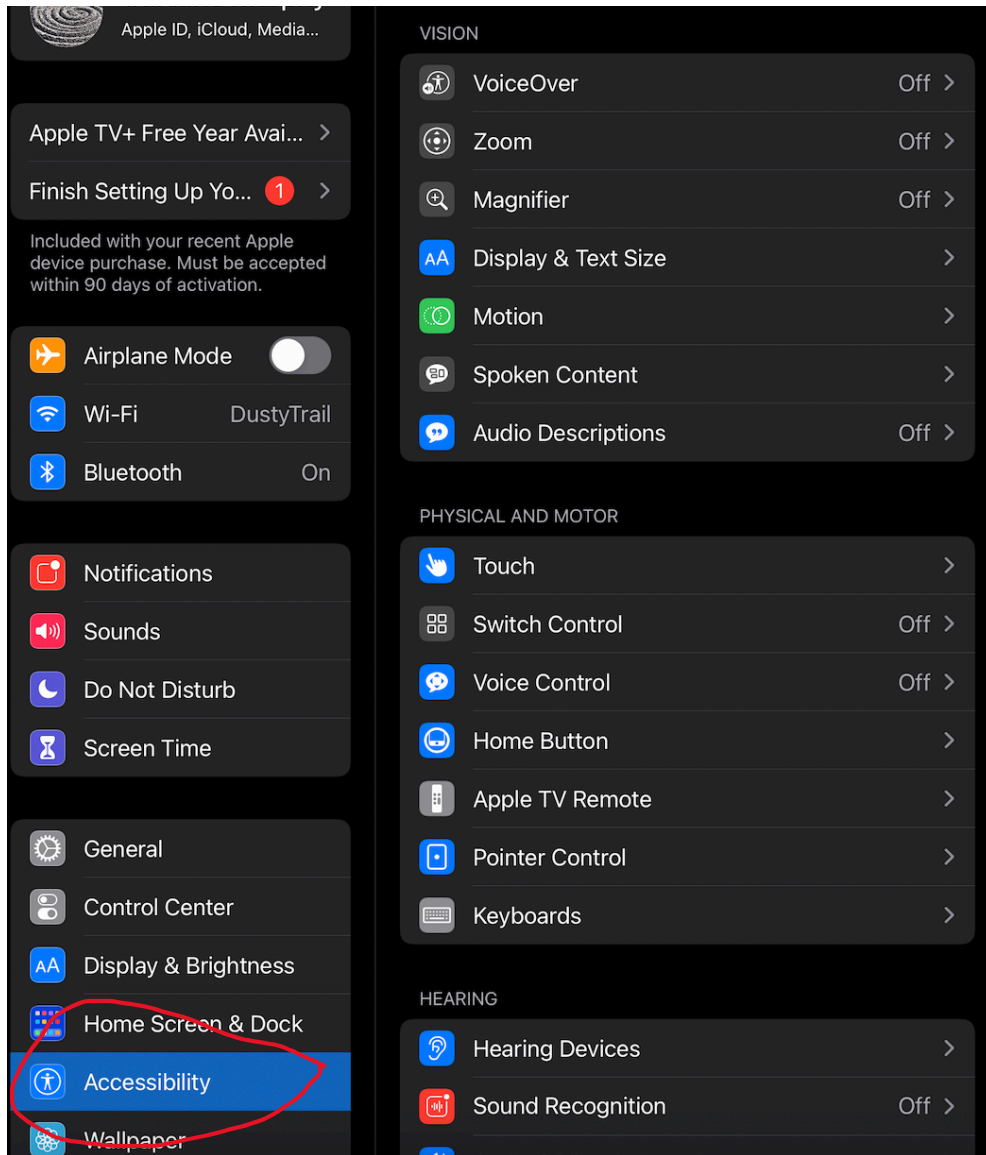 Apple ID, iCloud, Media...
Apple TV+ Free Year Avai...
Finish Setting Up Yo... 1
Included with your recent Apple
device purchase. Must be accepted
within 90 days of activation.
Airplane Mode
Wi-Fi DustyTrail
Bluetooth On
Notifications
Sounds
Do Not Disturb
Screen Time
General
Control Center
AA Display & Brightness
Home Screen & Dock
Accessibility
Wallpaper
VISION
VoiceOver Off
Zoom Off
Magnifier Off
AA Display & Text Size
Motion
Spoken Content
Audio Descriptions Off
PHYSICAL AND MOTOR
Touch
Switch Control Off
Voice Control Off
Home Button
Apple TV Remote
Pointer Control
Keyboards
HEARING
Hearing Devices
Sound Recognition Off